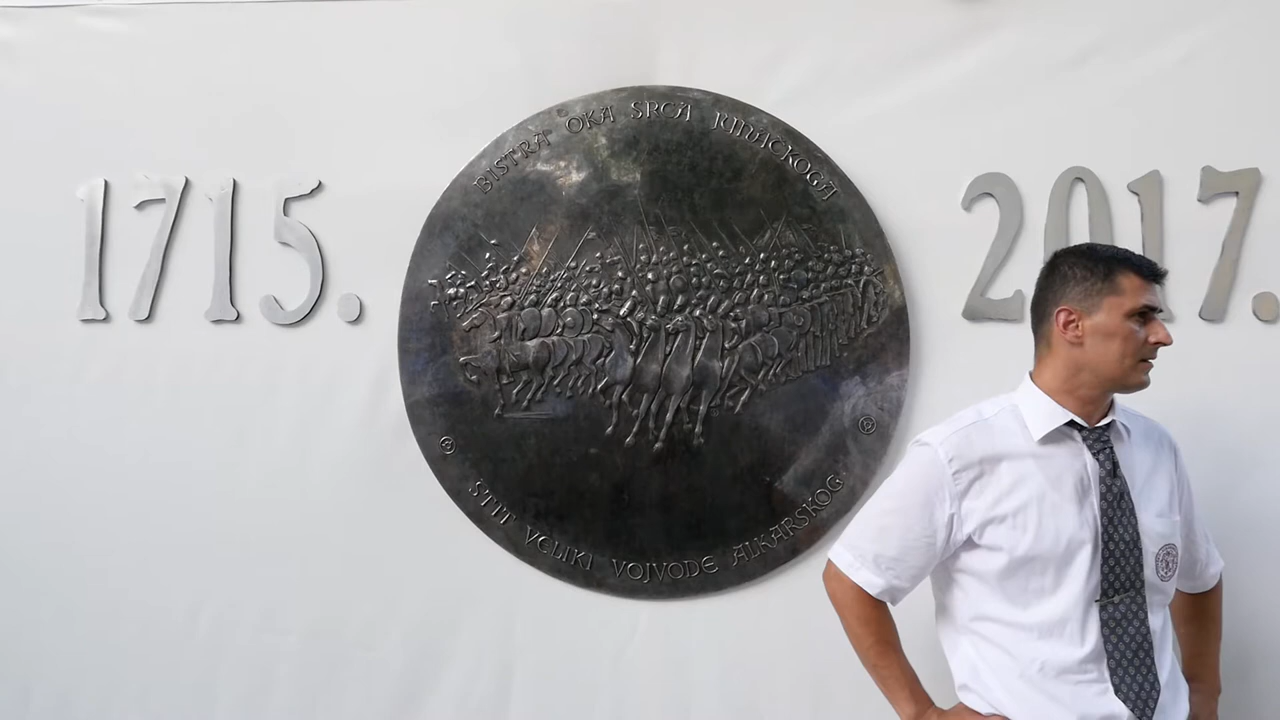 1715.
BISTRA OKA SRCA JUNAČKOGA
2017.
ŠTIT VELIKI VOJVODE ALKARSKOG